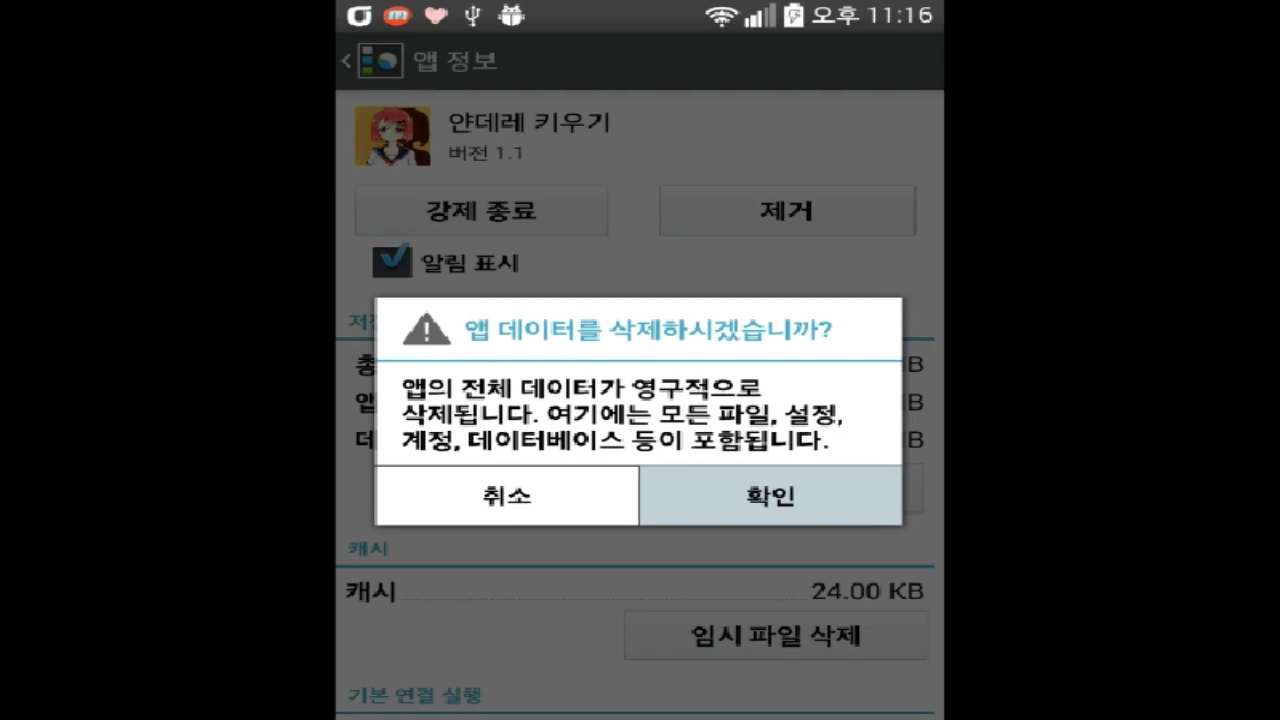 오후 11:16
앱 정보
얀데레 키우기
버전 1.1
강제 종료
제거
알림 표시
앱 데이터를 삭제하시겠습니까?
B
앱의 전체 데이터가 영구적으로
B
삭제됩니다. 여기에는 모든 파일, 설정,
계정, 데이터베이스 등이 포함됩니다.
B
취소
확인
캐시
캐시 24.00 KB
임시 파일 삭제
기본 연결 실행